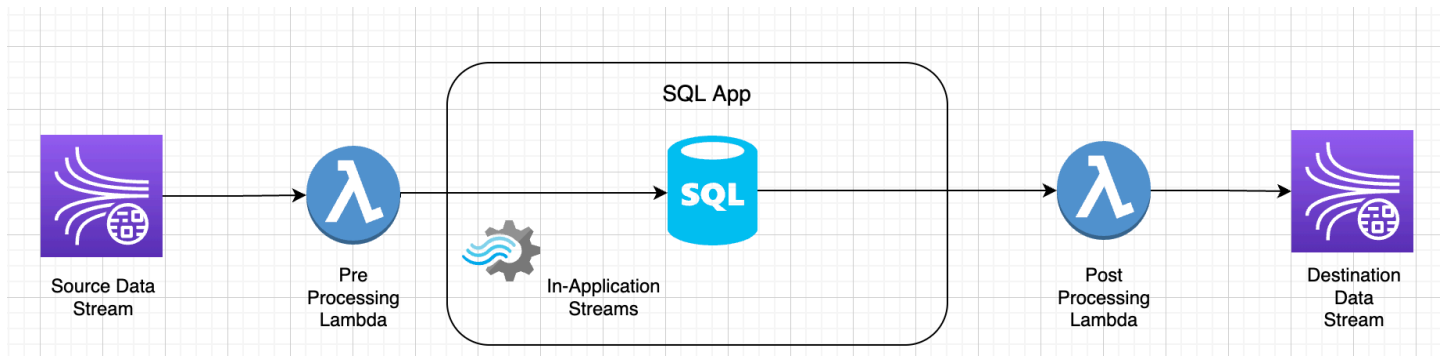 SQL App
SQL
Source Data
Stream
Pre
Processing
Lambda
In-Application
Streams
Post
Processing
Lambda
Destination
Data
Stream